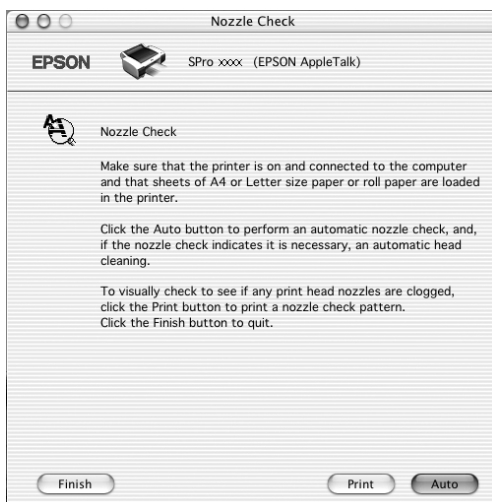 Nozzle Check
EPSON
SPro xxxx (EPSON AppleTalk)
Nozzle Check
Make sure that the printer is on and connected to the computer
and that sheets of A4 or Letter size paper or roll paper are loaded
in the printer.
Click the Auto button to perform an automatic nozzle check, and,
if the nozzle check indicates it is necessary, an automatic head
cleaning.
To visually check to see if any print head nozzles are clogged,
click the Print button to print a nozzle check pattern.
Click the Finish button to quit.
Finish
Print
Auto